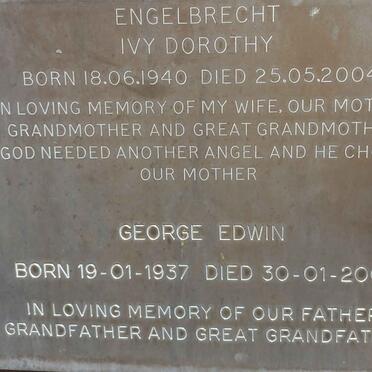 ENGELBRECHT
IVY DOROTHY
BORN 18.06.1940 DIED 25.05.2004
IN LOVING MEMORY OF MY WIFE, OUR MOT
GRANDMOTHER AND GREAT GRANDMOTH
GOD NEEDED ANOTHER ANGEL AND HE CH
OUR MOTHER
GEORGE EDWIN
BORN 19-01-1937 DIED 30-01-20
IN LOVING MEMORY OF OUR FATHER
GRANDFATHER AND GREAT GRANDFAT